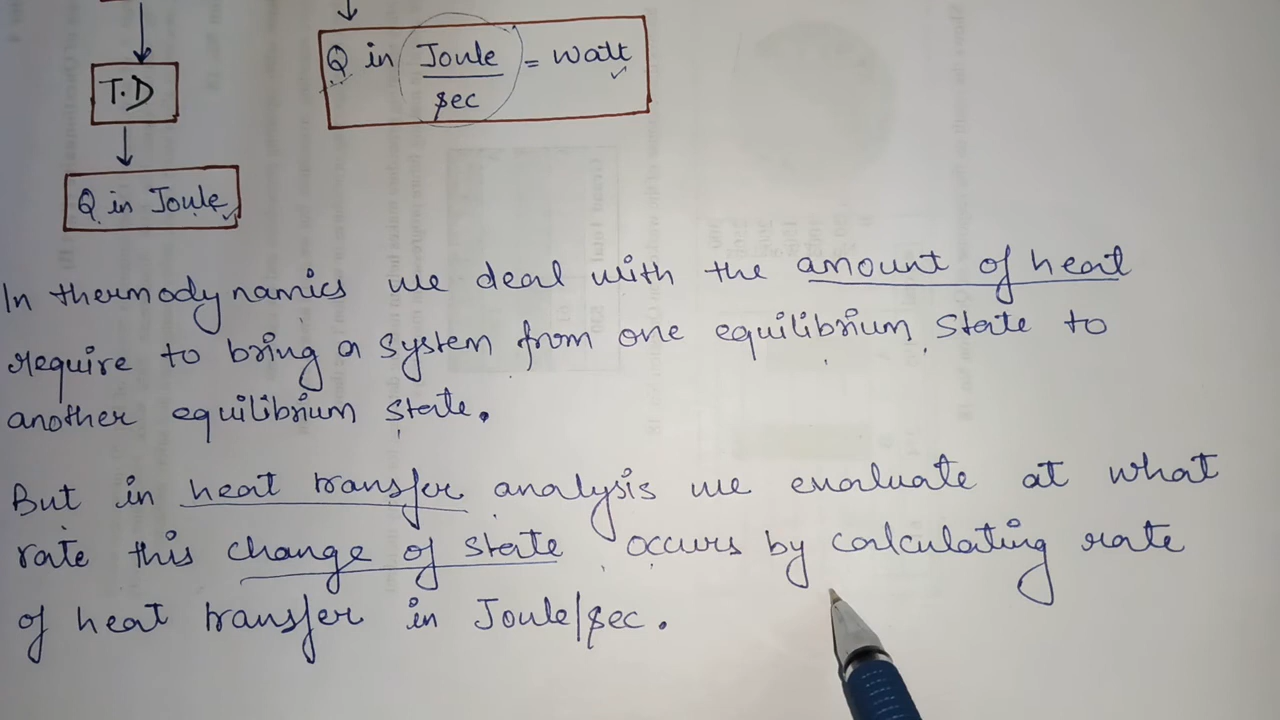 Q in Joule/sec = watt
T.D
Q in Joule
In thermodynamics we deal with the amount of heat
require to bring a system from one equilibrium state to
another equilibrium state.
But in heat transfer analysis we evaluate at what
rate this change of state occurs by calculating rate
of heat transfer in Joule/sec.